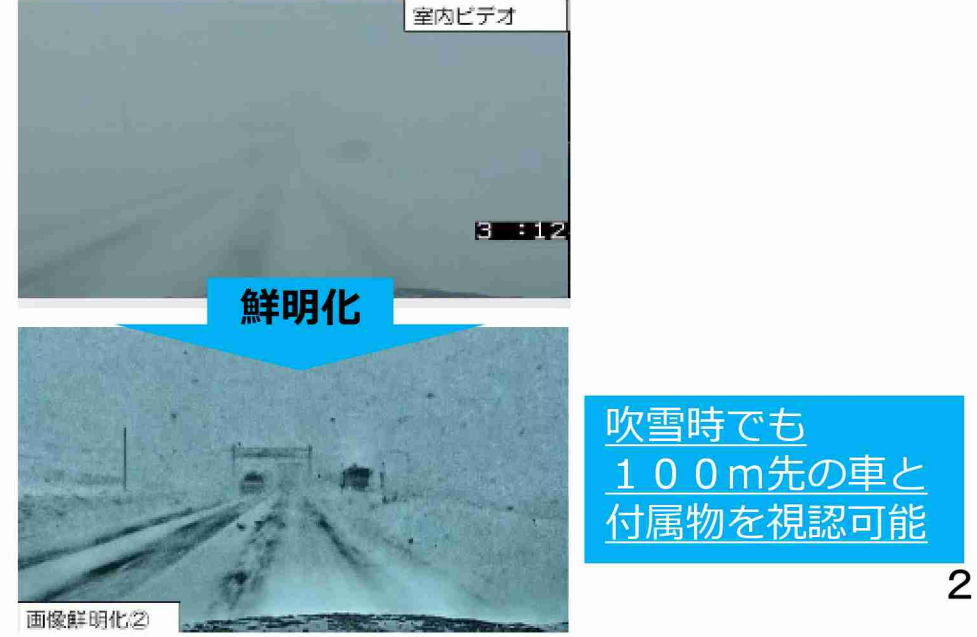 室内ビデオ
3 :12
鮮明化
吹雪時でも
１００ｍ先の車と
付属物を視認可能
画像鮮明化②
2